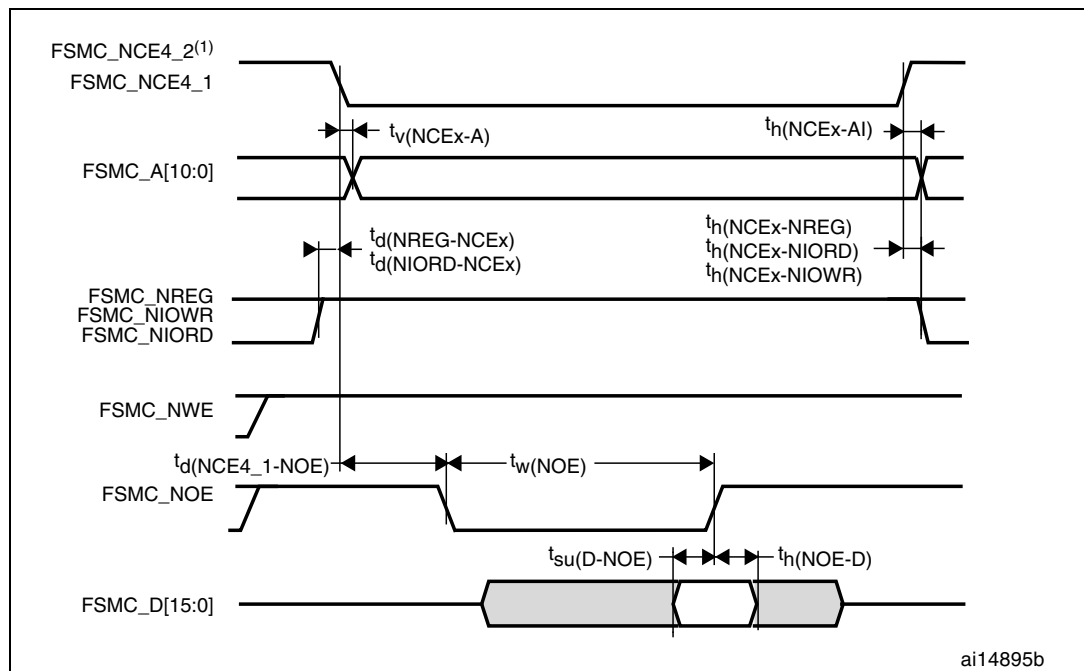 FSMC_NCE4_2(1)
FSMC_NCE4_1
tv(NCEx-A)
th(NCEx-AI)
FSMC_A[10:0]
td(NREG-NCEx)
td(NIORD-NCEx)
th(NCEx-NREG)
th(NCEx-NIORD)
th(NCEx-NIOWR)
FSMC_NREG
FSMC_NIOWR
FSMC_NIORD
FSMC_NWE
td(NCE4_1-NOE)
tw(NOE)
FSMC_NOE
tsu(D-NOE)
th(NOE-D)
FSMC_D[15:0]
ai14895b